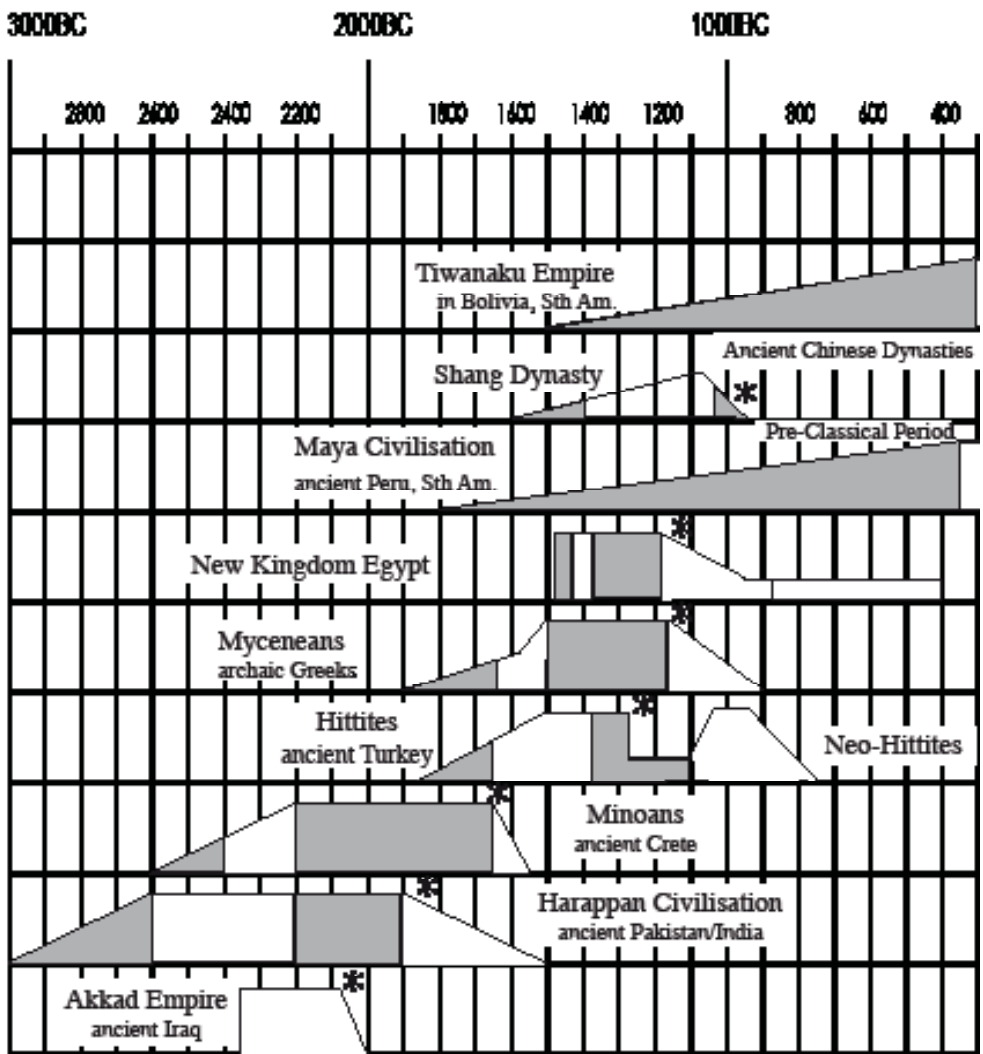 3000BC 2000BC 1000BC
2800 2600 2400 2200 1800 1600 1400 1200 800 600 400
Tiwanaku Empire
in Bolivia, Sth Am.
Ancient Chinese Dynasties
Shang Dynasty
*
Pre-Classical Period
Maya Civilisation
ancient Peru, Sth Am.
*
New Kingdom Egypt
*
Myceneans
archaic Greeks
*
Hittites
ancient Turkey
Neo-Hittites
*
Minoans
ancient Crete
*
Harappan Civilisation
ancient Pakistan/India
*
Akkad Empire
ancient Iraq